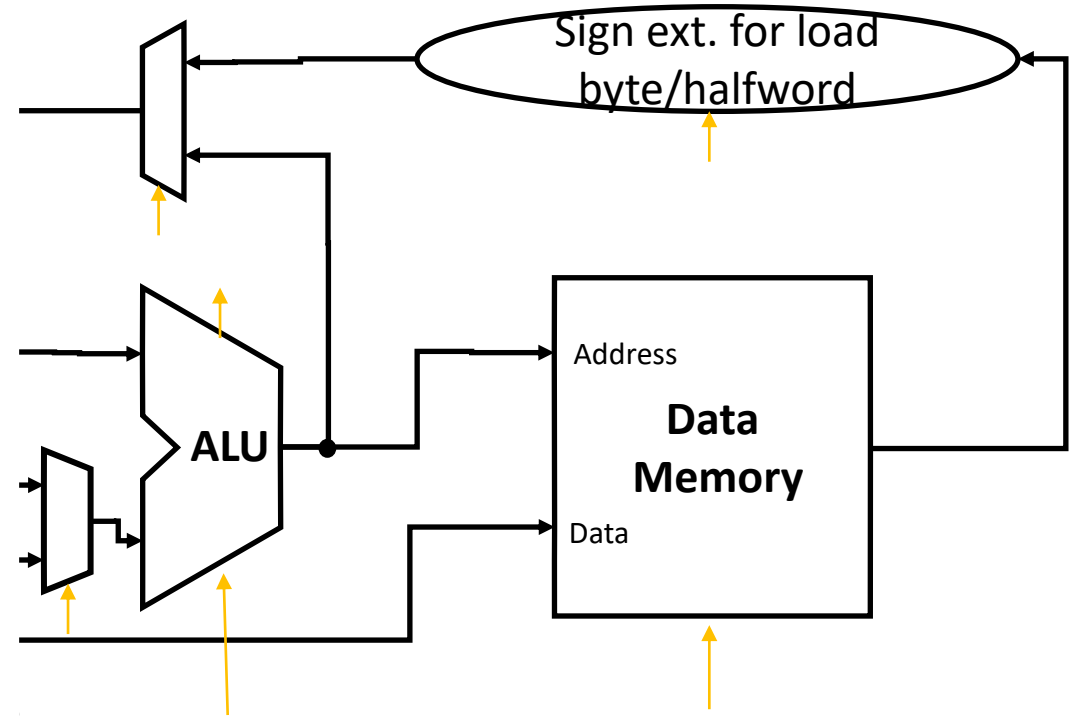 Sign ext. for load
byte/halfword
Address
Data
Memory
ALU
Data